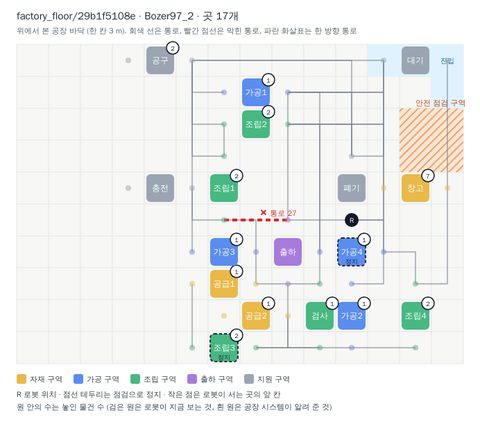 factory_floor/29b1f5108e · Bozer97_2 · 곳 17개
위에서 본 공장 바닥 (한 칸 3 m). 회색 선은 통로, 빨간 점선은 막힌 통로, 파란 화살표는 한 방향 통로
공구 2
대기
진입
가공1 1
안전 점검 구역
조립2 2
충전
조립1 2
폐기
창고 7
✖ 통로 27
R
가공3 1
출하
가공4 1
정지
공급1 1
공급2 1
검사 1
가공2 1
조립4 2
조립3 2
정지
자재 구역
가공 구역
조립 구역
출하 구역
지원 구역
R 로봇 위치 · 점선 테두리는 점검으로 정지 · 작은 점은 로봇이 서는 곳의 앞 칸
원 안의 수는 놓인 물건 수 (검은 원은 로봇이 지금 보는 것, 흰 원은 공장 시스템이 알려 준 것)